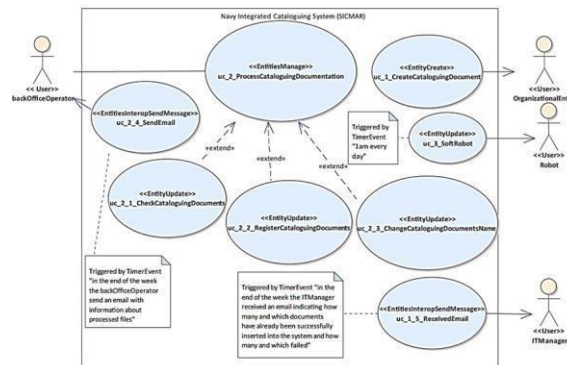 Navy Integrated Cataloguing System (SICMAR)
<<EntitiesManage>>
uc_2_ProcessCataloguingDocumentation
<<EntityCreate>>
uc_1_CreateCataloguingDocument
<< User>>
backOfficeOperator
<<User>>
OrganizationalEnt
<<EntitiesInteropSendMessage>>
uc_2_4_SendEmail
Triggered by
TimerEvent
"1am every
day"
<<EntityUpdate>>
uc_3_SoftRobot
<<User>>
Robot
«extend»
«extend»
«extend»
<<EntityUpdate>>
uc_2_1_CheckCataloguingDocuments
<<EntityUpdate>>
uc_2_2_RegisterCataloguingDocuments
<<EntityUpdate>>
uc_2_3_ChangeCataloguingDocumentsName
Triggered by TimerEvent
"in the end of the week
the backOfficeOperator
send an email with
information about
processed files"
Triggered by TimerEvent "in the
end of the week the ITManager
received an email indicating how
many and which documents
have already been successfully
inserted into the system and how
many and which failed"
<<EntitiesInteropSendMessage>>
uc_1_5_ReceivedEmail
<<User>>
ITManager